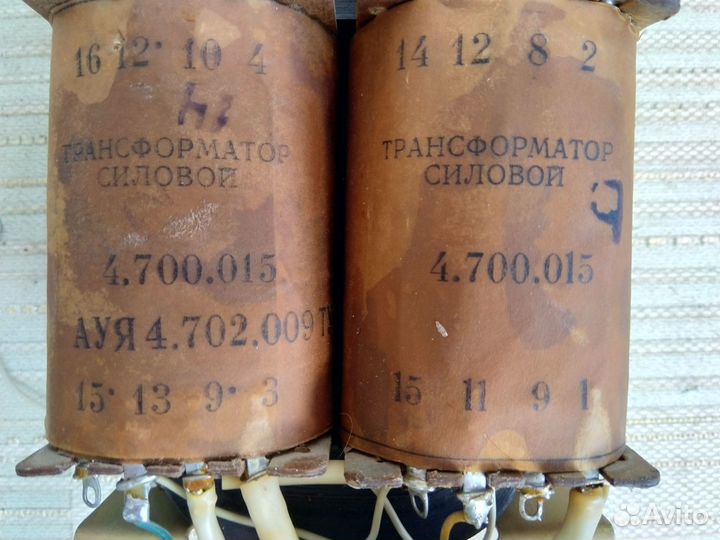 16 12· 10 4
ТРАНСФОРМАТОР
СИЛОВОЙ
4.700.015
АУЯ 4.702.009 Т
15· 13 9· 3
14 12 8 2
ТРАНСФОРМАТОР
СИЛОВОЙ
4.700.015
15 11 9 1
Avito